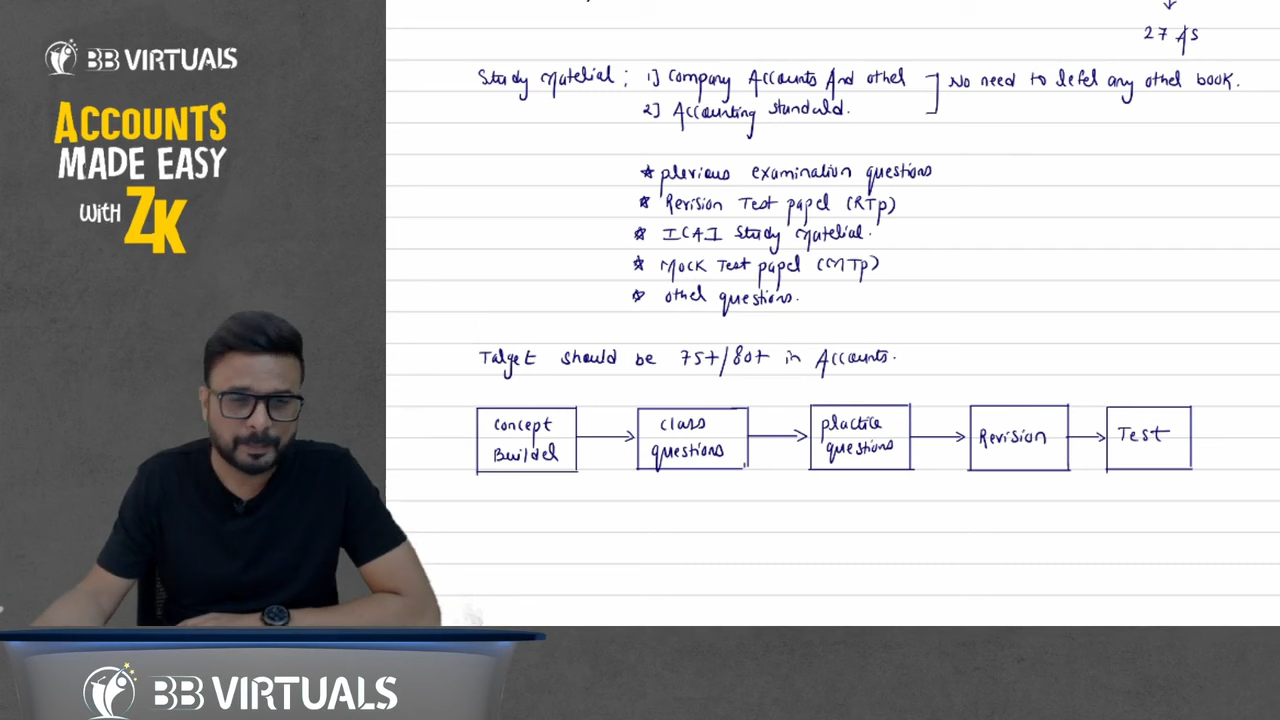 BB VIRTUALS
ACCOUNTS
MADE EASY
WITH ZK
27 AS
Study Material : 1] Company Accounts And other ] No need to refer any other book.
2] Accounting standard.
* previous examination questions
* Revision Test paper (RTP)
* ICAI Study Material.
* Mock Test paper (MTP)
* other questions.
Target should be 75+/80+ in Accounts.
concept Builder → class questions → practice questions → Revision → Test
BB VIRTUALS